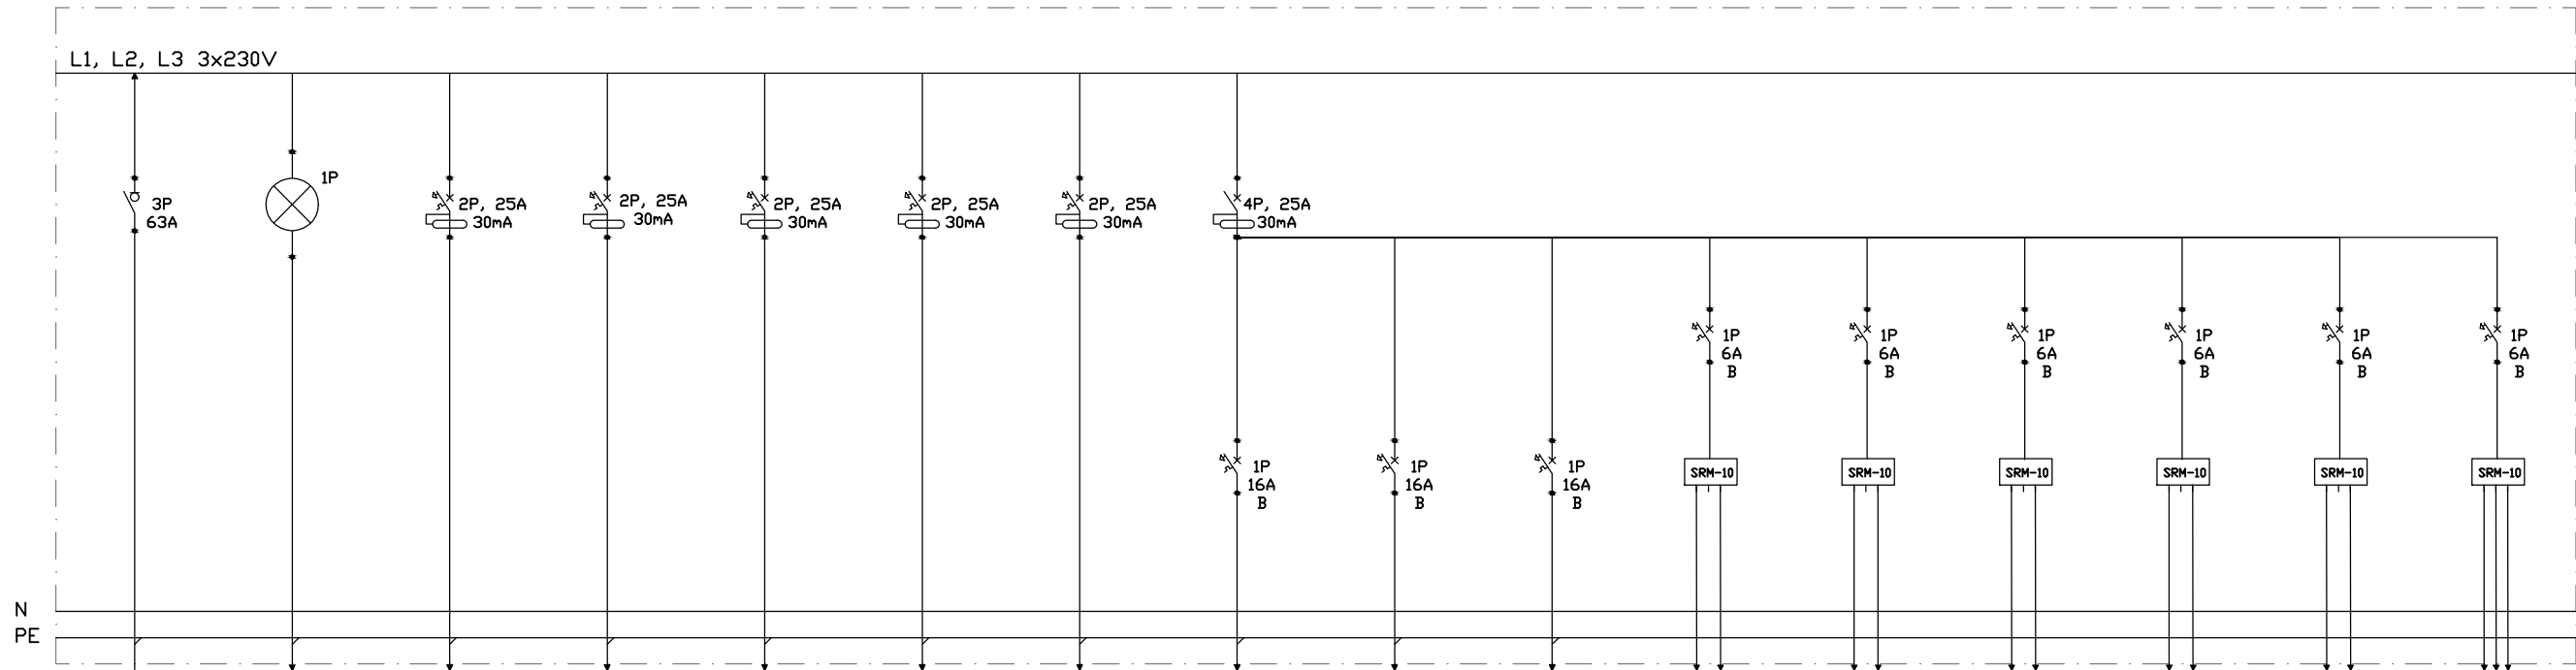 L1, L2, L3 3x230V
3P
63A
1P
2P, 25A
30mA
2P, 25A
30mA
2P, 25A
30mA
2P, 25A
30mA
2P, 25A
30mA
4P, 25A
30mA
1P
6A
B
1P
6A
B
1P
6A
B
1P
6A
B
1P
6A
B
1P
6A
B
1P
16A
B
1P
16A
B
1P
16A
B
SRM-10
SRM-10
SRM-10
SRM-10
SRM-10
SRM-10
N
PE